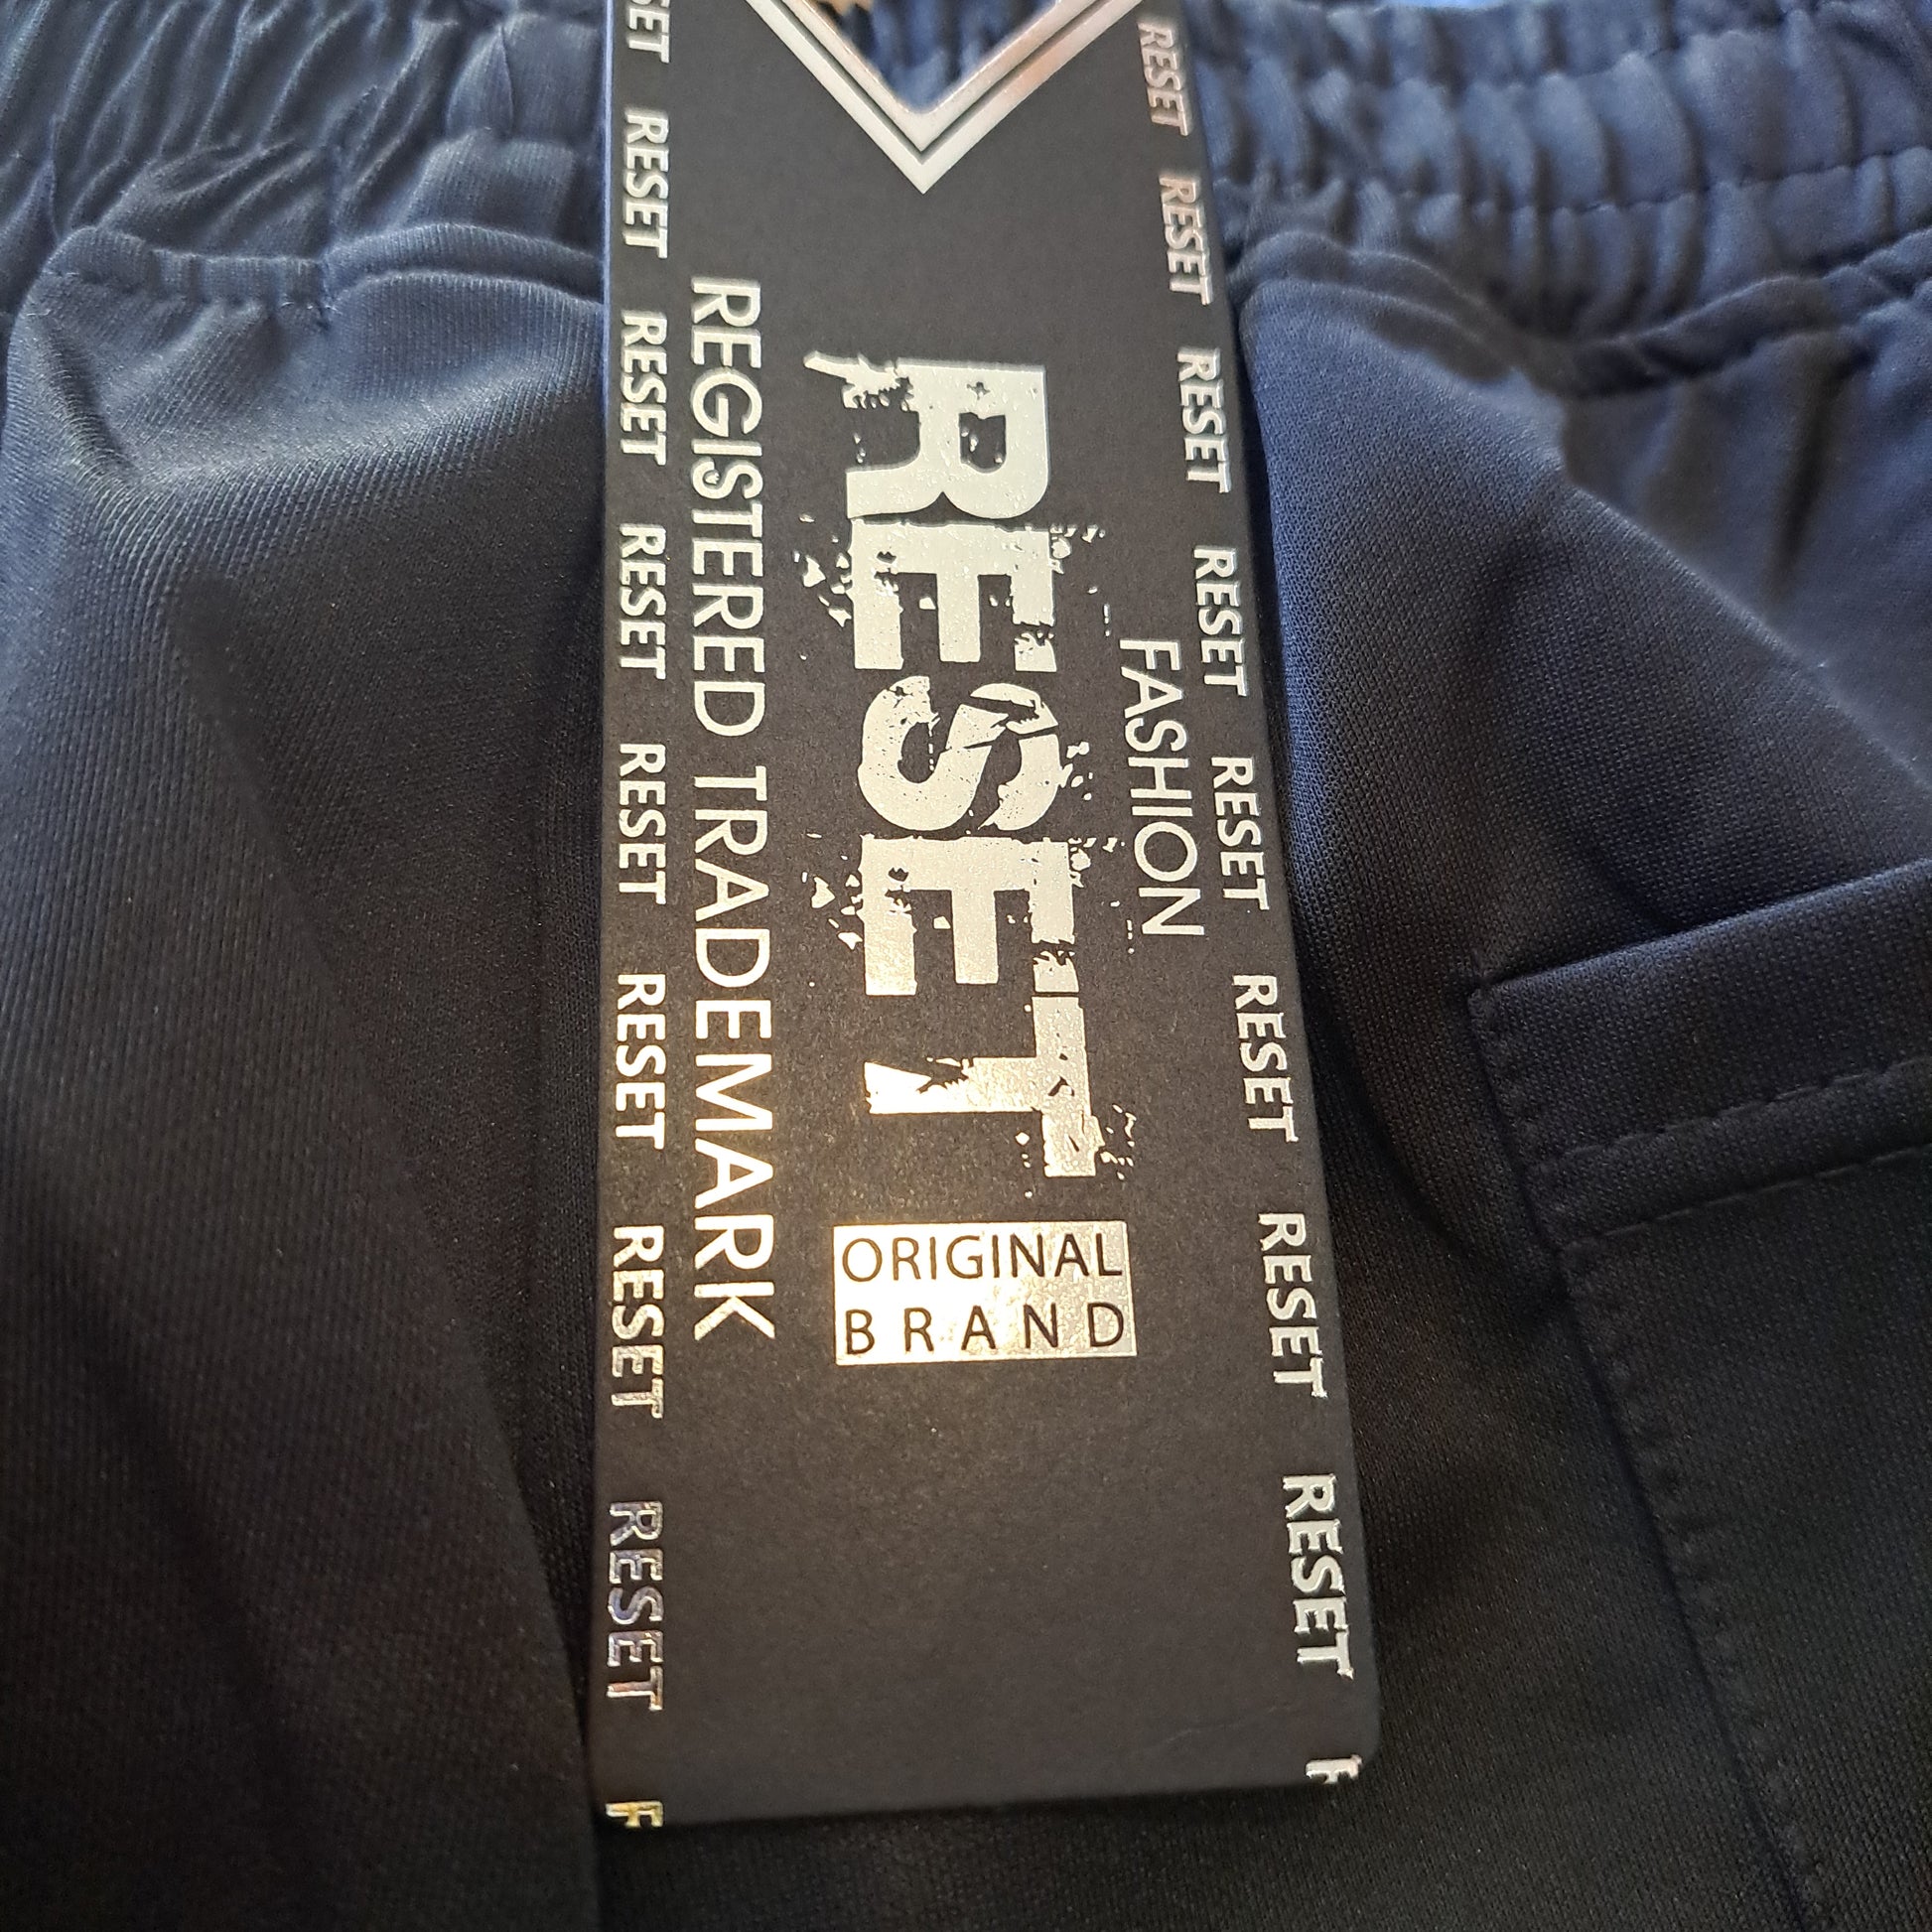 RESET RESET RESET RESET RESET RESET RESET RESET
FASHION
RESET
ORIGINAL
BRAND
REGISTERED TRADEMARK
SET RESET RESET RESET RESET RESET RESET RESET